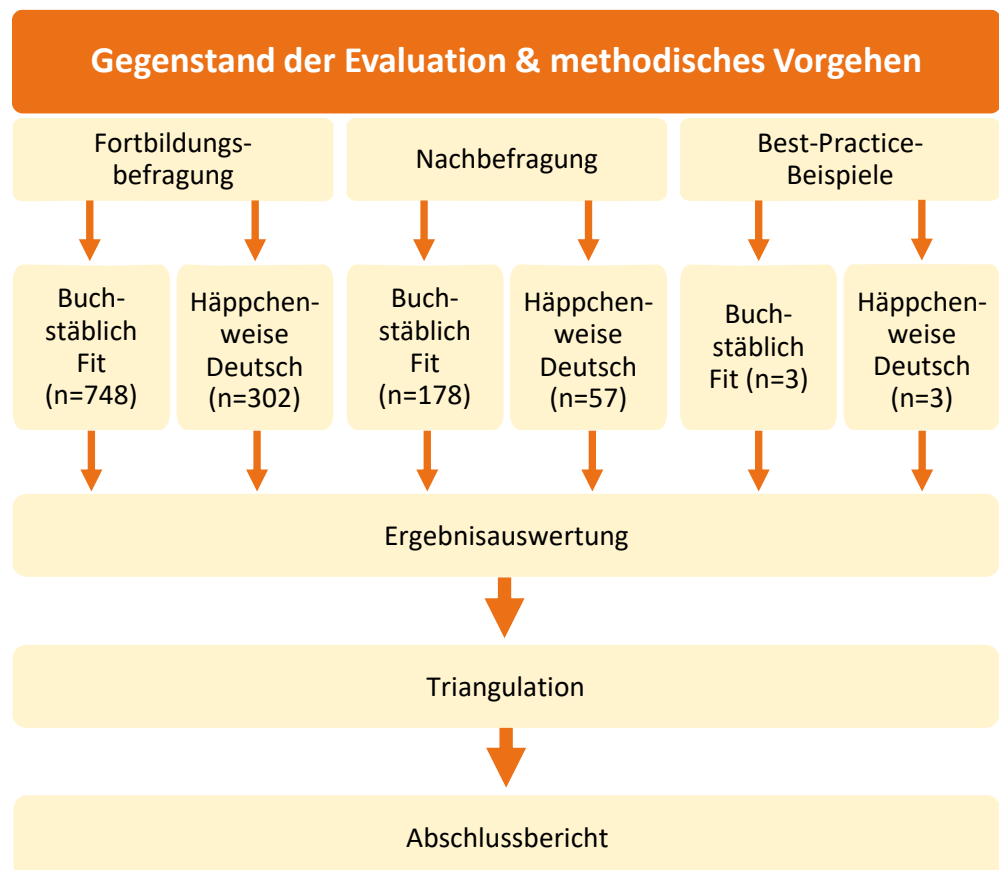 Gegenstand der Evaluation & methodisches Vorgehen
Fortbildungs-
befragung
Nachbefragung
Best-Practice-
Beispiele
Buch-
stäblich
Fit
(n=748)
Häppchen-
weise
Deutsch
(n=302)
Buch-
stäblich
Fit
(n=178)
Häppchen-
weise
Deutsch
(n=57)
Buch-
stäblich
Fit (n=3)
Häppchen-
weise
Deutsch
(n=3)
Ergebnisauswertung
Triangulation
Abschlussbericht